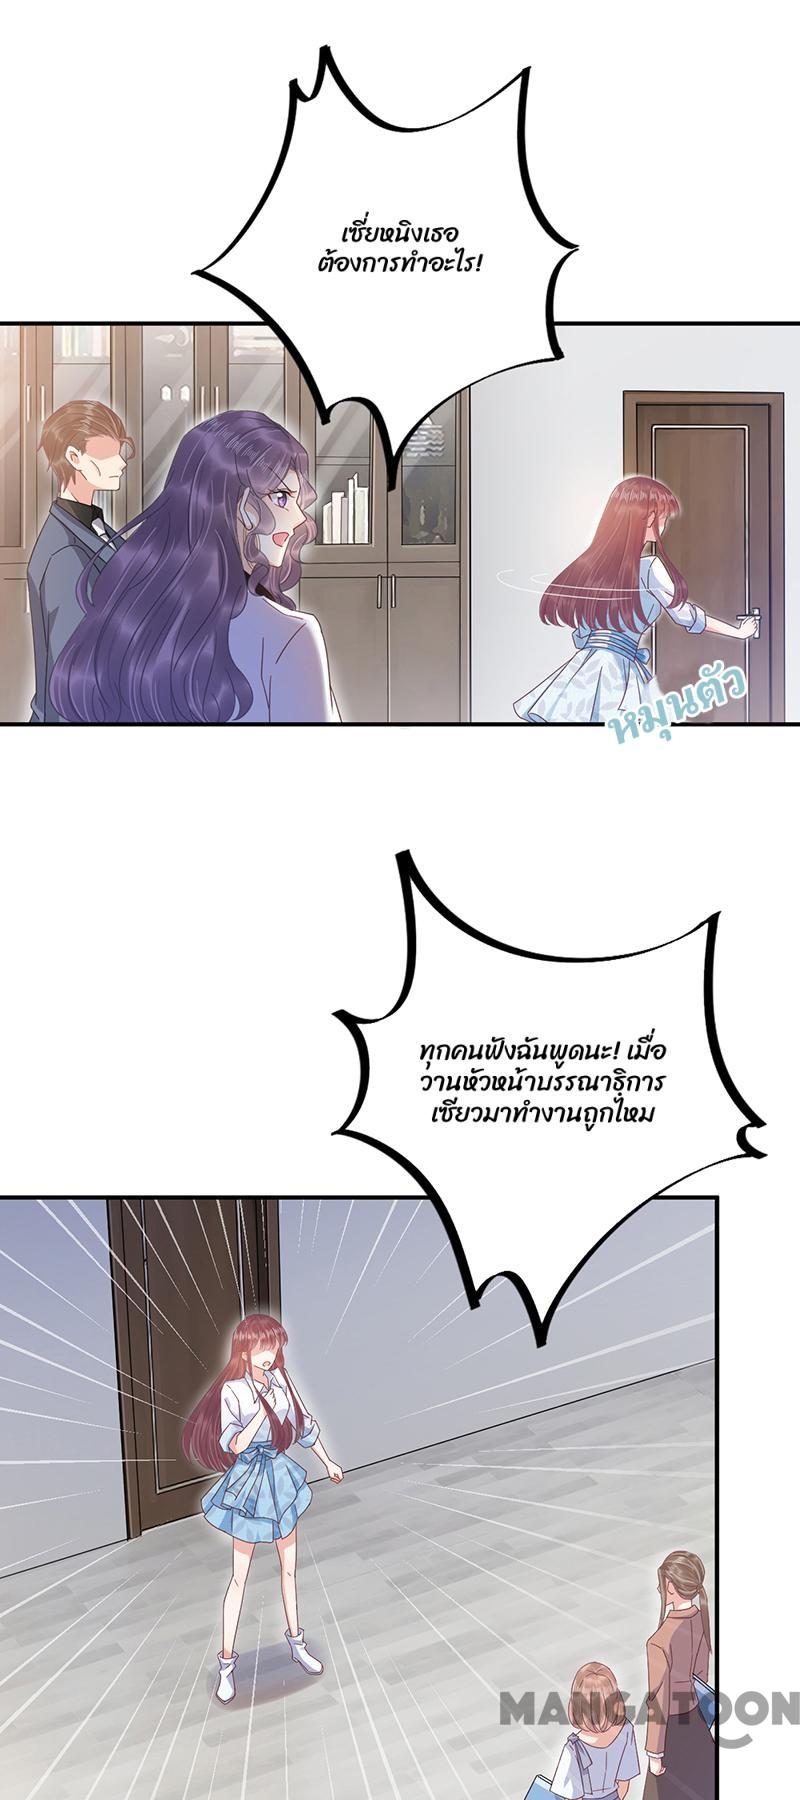 เซี่ยหนิงเธอ
ต้องการทำอะไร!
หมุนตัว
ทุกคนฟังฉันพูดนะ! เมื่อ
วานหัวหน้าบรรณาธิการ
เซียวมาทำงานถูกไหม
MANGATOON